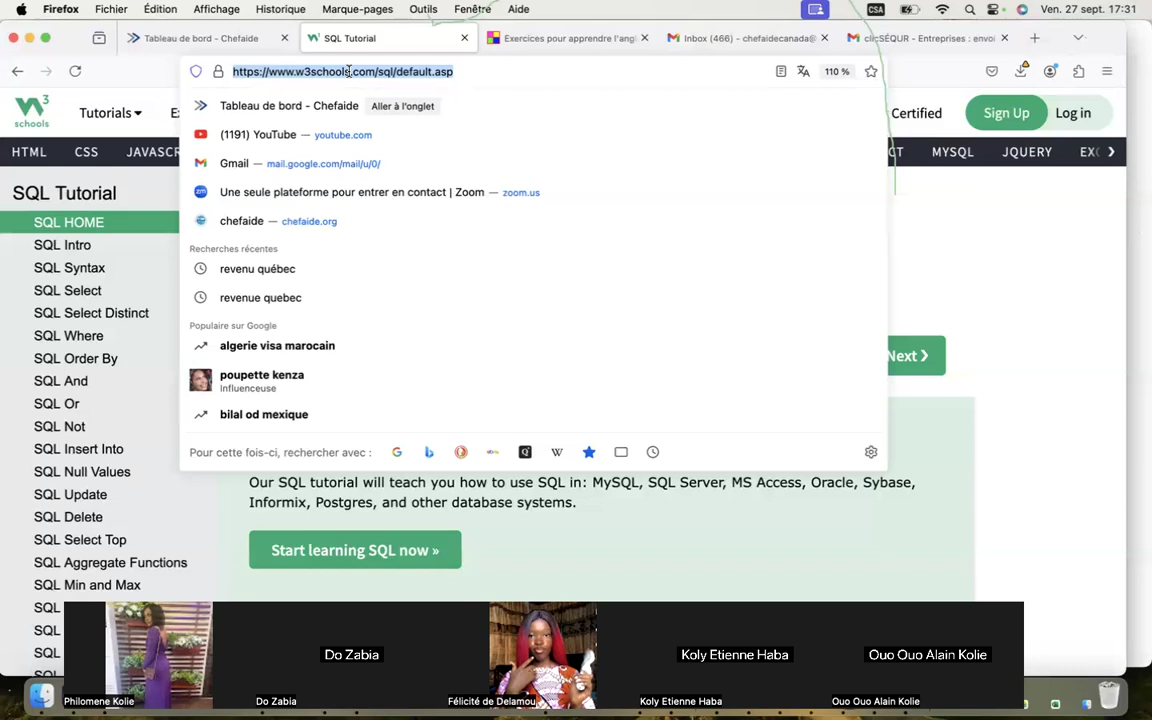 Firefox Fichier Édition Affichage Historique Marque-pages Outils Fenêtre Aide CSA Ven. 27 sept. 17:31
Tableau de bord - Chefaide
SQL Tutorial
Exercices pour apprendre l'angl
Inbox (466) - chefaidecanada@
clicSÉQUR - Entreprises : envoi
https://www.w3schools.com/sql/default.asp
110 %
Tableau de bord - Chefaide Aller à l'onglet
(1191) YouTube — youtube.com
Gmail — mail.google.com/mail/u/0/
Une seule plateforme pour entrer en contact | Zoom — zoom.us
chefaide — chefaide.org
Recherches récentes
revenu québec
revenue quebec
Populaire sur Google
algerie visa marocain
poupette kenza
Influenceuse
bilal od mexique
Pour cette fois-ci, rechercher avec :
W3
schools
Tutorials
Certified
Sign Up
Log in
HTML CSS JAVASCR
CT MYSQL JQUERY EX
SQL Tutorial
SQL HOME
SQL Intro
SQL Syntax
SQL Select
SQL Select Distinct
SQL Where
SQL Order By
SQL And
SQL Or
SQL Not
SQL Insert Into
SQL Null Values
SQL Update
SQL Delete
SQL Select Top
SQL Aggregate Functions
SQL Min and Max
SQL
SQL
SQL
Next ❯
Our SQL tutorial will teach you how to use SQL in: MySQL, SQL Server, MS Access, Oracle, Sybase,
Informix, Postgres, and other database systems.
Start learning SQL now »
Philomene Kolie
Do Zabia
Do Zabia
Félicité de Delamou
Koly Etienne Haba
Koly Etienne Haba
Ouo Ouo Alain Kolie
Ouo Ouo Alain Kolie